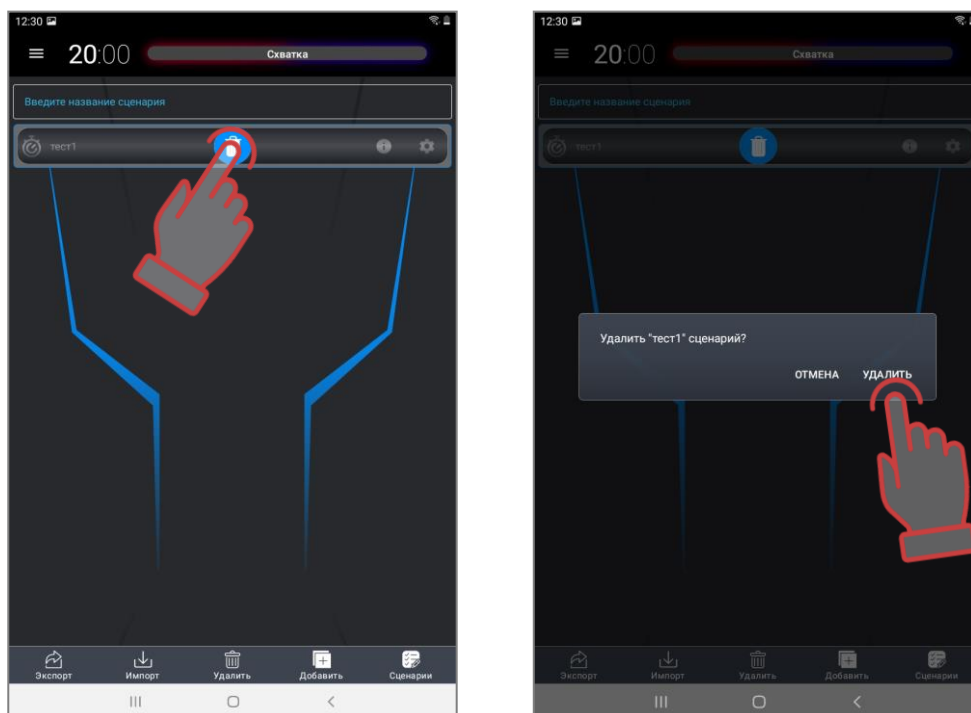 12:30
20:00 Схватка
Введите название сценария
тест1
Экспорт Импорт Удалить Добавить Сценарии
12:30
20:00 Схватка
Введите название сценария
тест1
Удалить "тест1" сценарий?
ОТМЕНА УДАЛИТЬ
Экспорт Импорт Удалить Добавить Сценарии